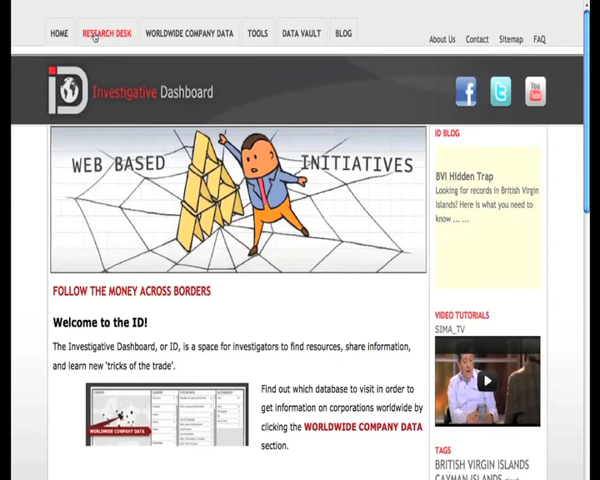 HOME
RESEARCH DESK
WORLDWIDE COMPANY DATA
TOOLS
DATA VAULT
BLOG
About Us
Contact
Sitemap
FAQ
iD
Investigative Dashboard
WEB BASED INITIATIVES
FOLLOW THE MONEY ACROSS BORDERS
Welcome to the ID!
The Investigative Dashboard, or ID, is a space for investigators to find resources, share information,
and learn new 'tricks of the trade'.
WORLDWIDE COMPANY DATA
Find out which database to visit in order to
get information on corporations worldwide by
clicking the WORLDWIDE COMPANY DATA
section.
ID BLOG
BVI Hidden Trap
Looking for records in British Virgin
Islands? Here is what you need to
know ... ...
VIDEO TUTORIALS
SIMA_TV
TAGS
BRITISH VIRGIN ISLANDS
CAYMAN ISLANDS